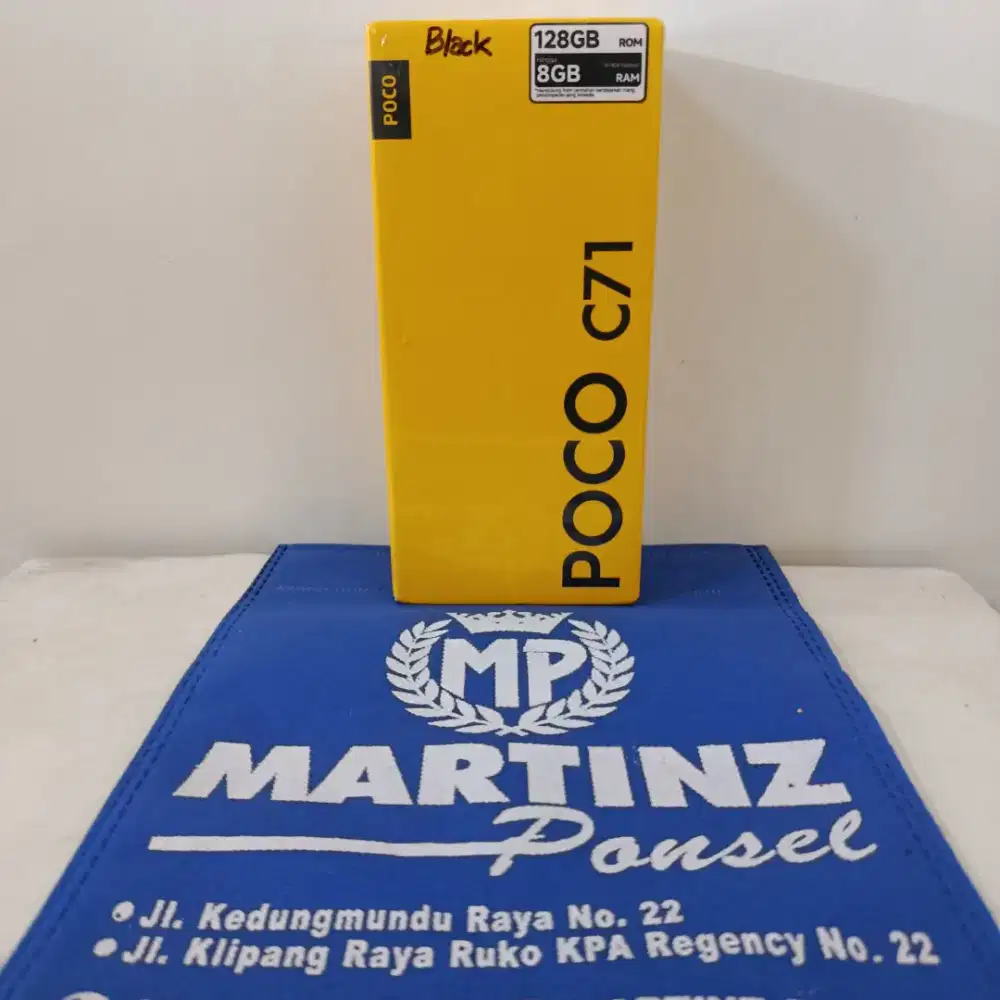 Black
POCO
128GB ROM
8GB RAM
POCO C71
MP
MARTINZ
Ponsel
Jl. Kedungmundu Raya No. 22
Jl. Klipang Raya Ruko KPA Regency No. 22